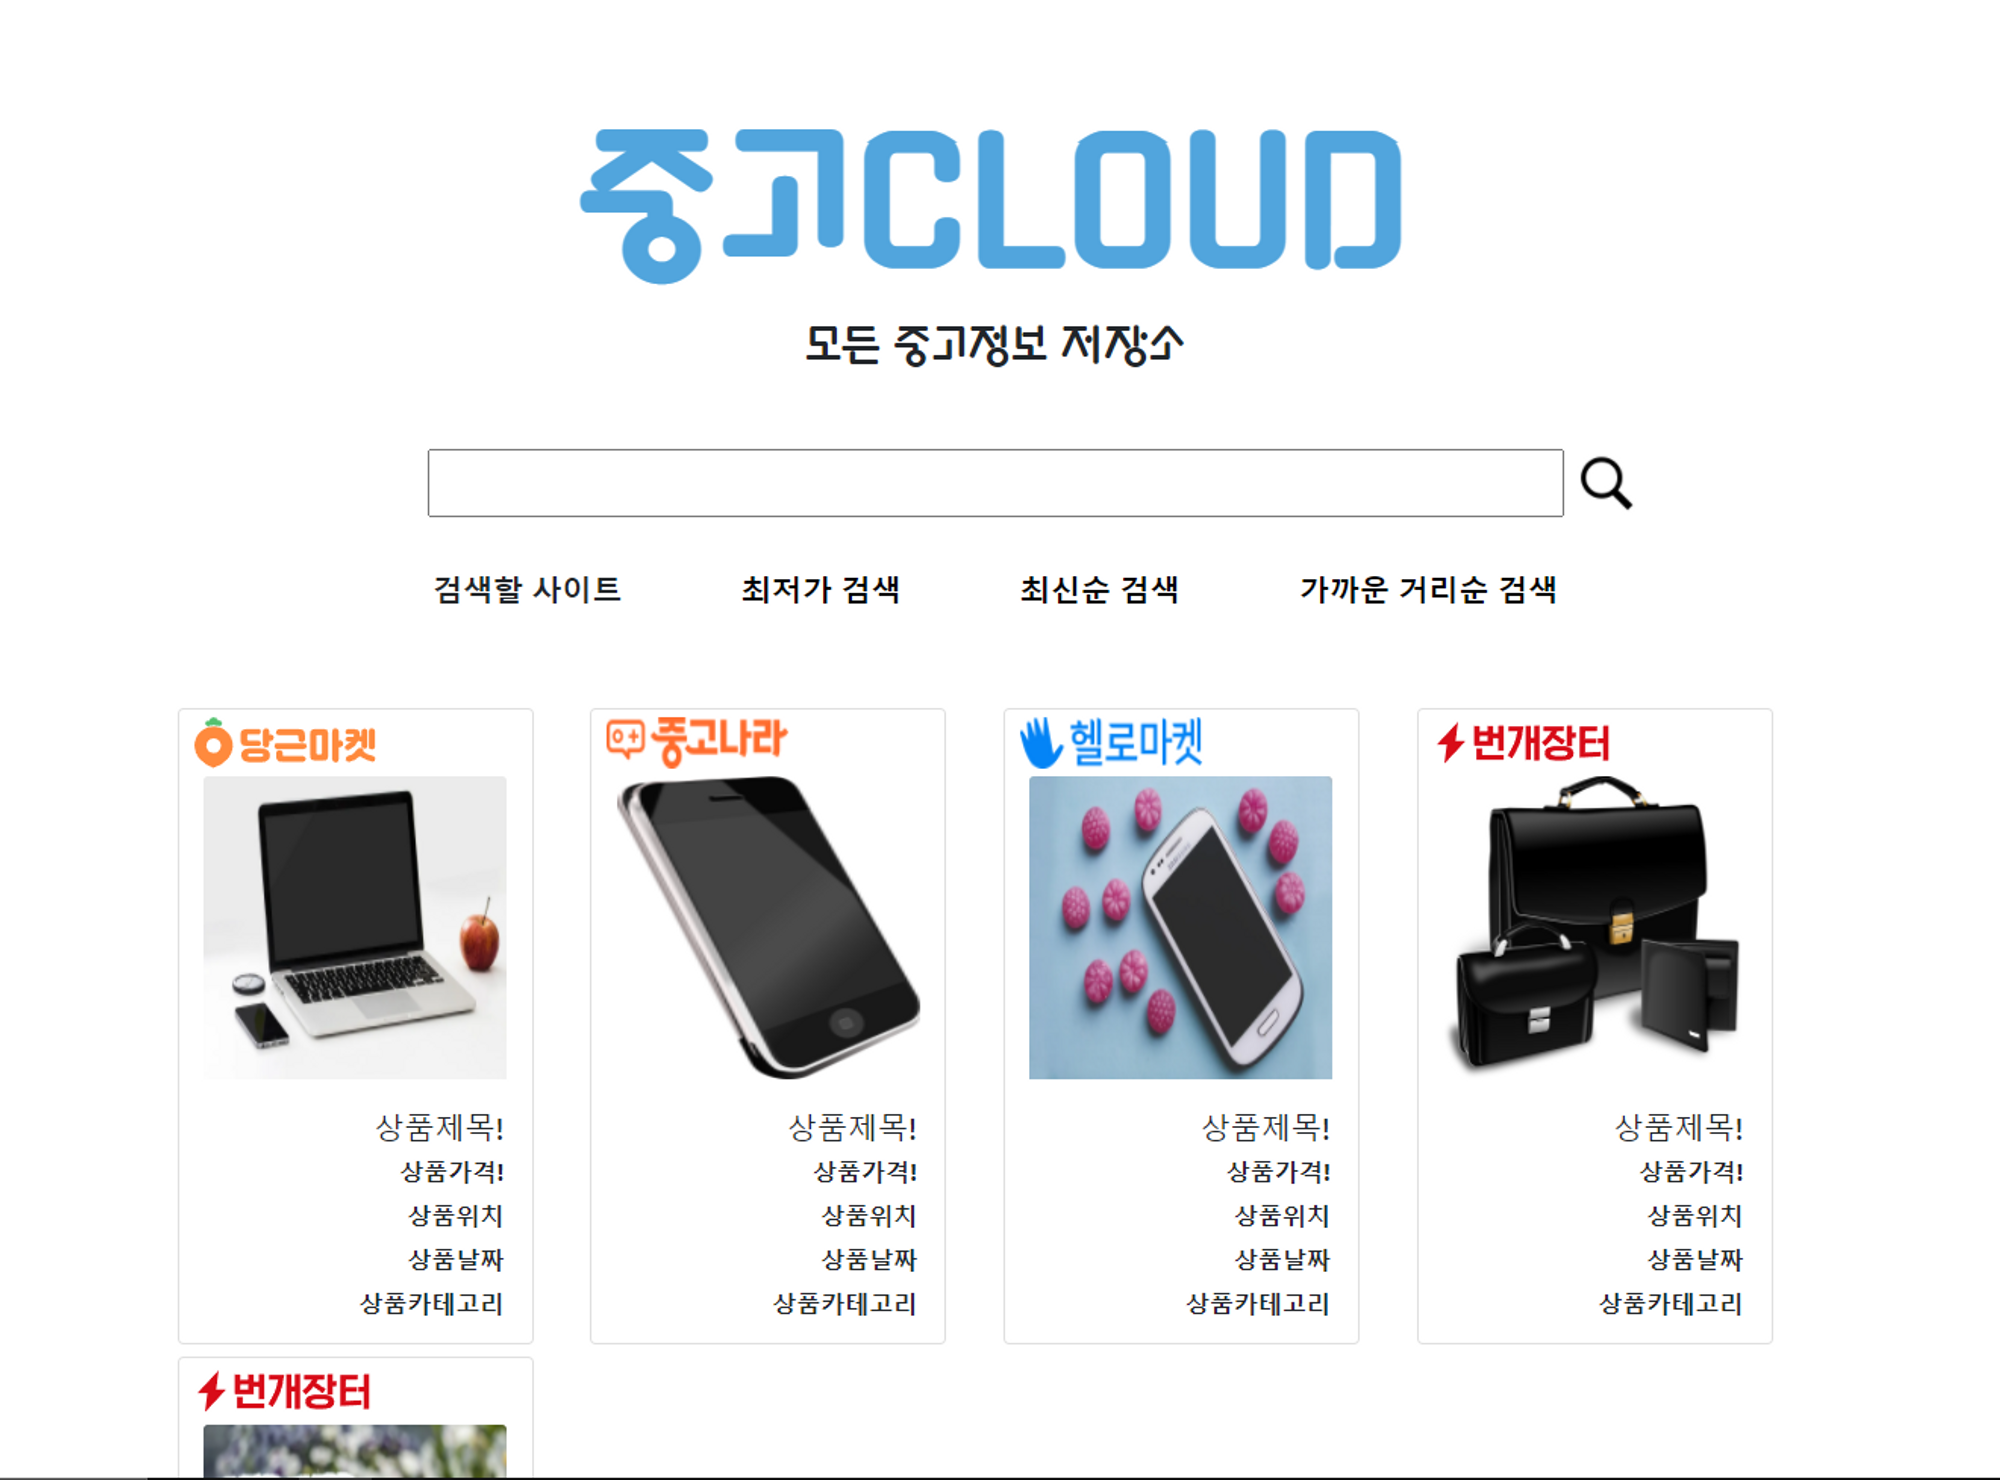 중고CLOUD
모든 중고정보 저장소
검색할 사이트 최저가 검색 최신순 검색 가까운 거리순 검색
당근마켓
상품제목!
상품가격!
상품위치
상품날짜
상품카테고리
중고나라
상품제목!
상품가격!
상품위치
상품날짜
상품카테고리
헬로마켓
상품제목!
상품가격!
상품위치
상품날짜
상품카테고리
번개장터
상품제목!
상품가격!
상품위치
상품날짜
상품카테고리
번개장터